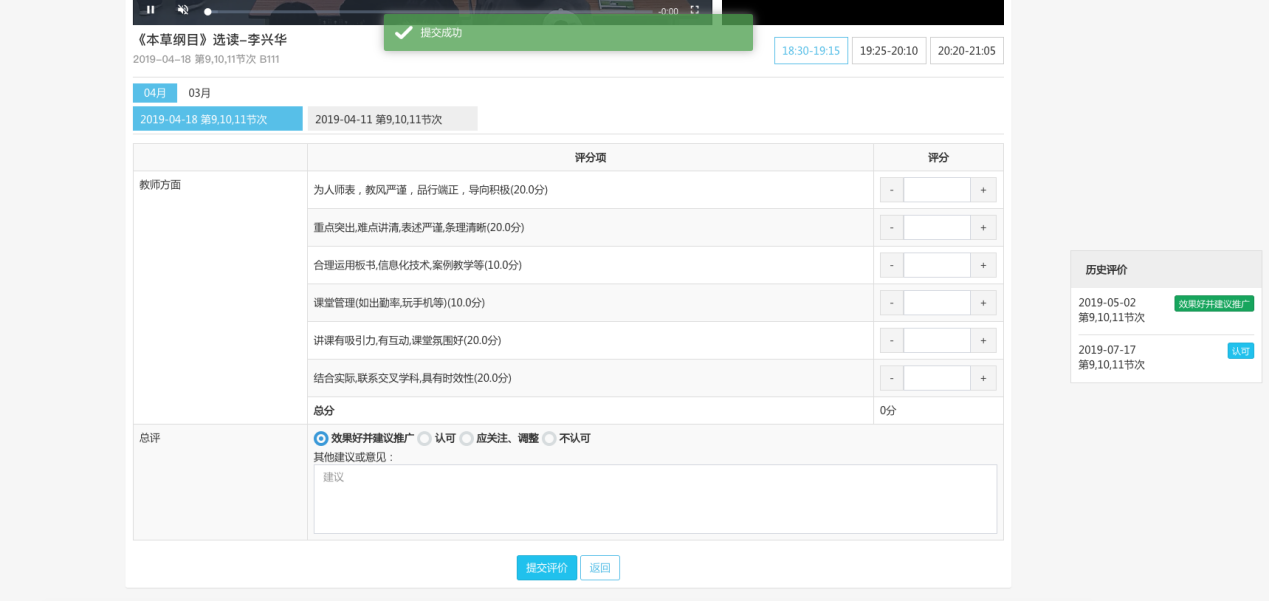 -0:00
提交成功
《本草纲目》选读–李兴华
2019–04–18 第9,10,11节次 B111
18:30-19:15
19:25-20:10
20:20-21:05
04月
03月
2019-04-18 第9,10,11节次
2019-04-11 第9,10,11节次
评分项
评分
教师方面
为人师表，教风严谨，品行端正，导向积极(20.0分)
-
+
重点突出,难点讲清,表述严谨,条理清晰(20.0分)
-
+
合理运用板书,信息化技术,案例教学等(10.0分)
-
+
课堂管理(如出勤率,玩手机等)(10.0分)
-
+
讲课有吸引力,有互动,课堂氛围好(20.0分)
-
+
结合实际,联系交叉学科,具有时效性(20.0分)
-
+
总分
0分
总评
效果好并建议推广
认可
应关注、调整
不认可
其他建议或意见：
建议
提交评价
返回
历史评价
2019-05-02
第9,10,11节次
效果好并建议推广
2019-07-17
第9,10,11节次
认可